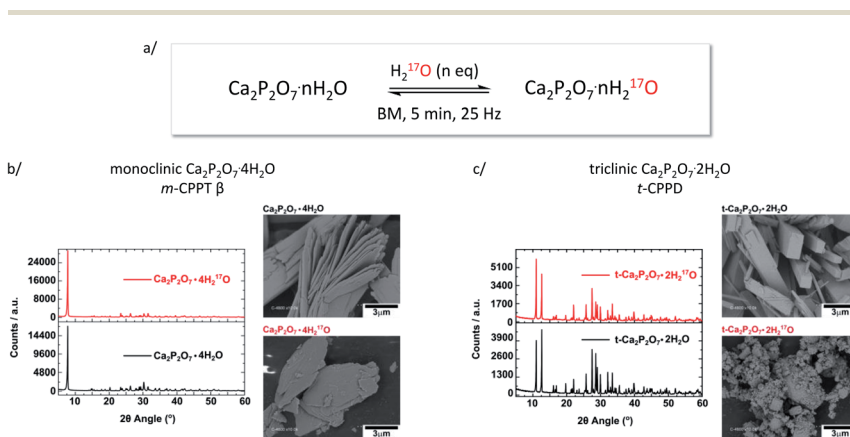 a/
H₂¹⁷O (n eq)
Ca₂P₂O₇·nH₂O
Ca₂P₂O₇·nH₂¹⁷O
BM, 5 min, 25 Hz
b/
monoclinic Ca₂P₂O₇·4H₂O
m-CPPT β
Ca₂P₂O₇•4H₂O
24000
18000
12000
6000
0
Ca₂P₂O₇•4H₂¹⁷O
14400
9600
4800
0
Ca₂P₂O₇•4H₂O
Counts / a.u.
10 20 30 40 50 60
2θ Angle (º)
3µm
Ca₂P₂O₇•4H₂¹⁷O
3µm
c/
triclinic Ca₂P₂O₇·2H₂O
t-CPPD
t-Ca₂P₂O₇•2H₂O
5100
3400
1700
0
t-Ca₂P₂O₇•2H₂¹⁷O
3900
2600
1300
0
t-Ca₂P₂O₇•2H₂O
Counts / a.u.
10 20 30 40 50 60
2θ Angle (º)
3µm
t-Ca₂P₂O₇•2H₂¹⁷O
3µm